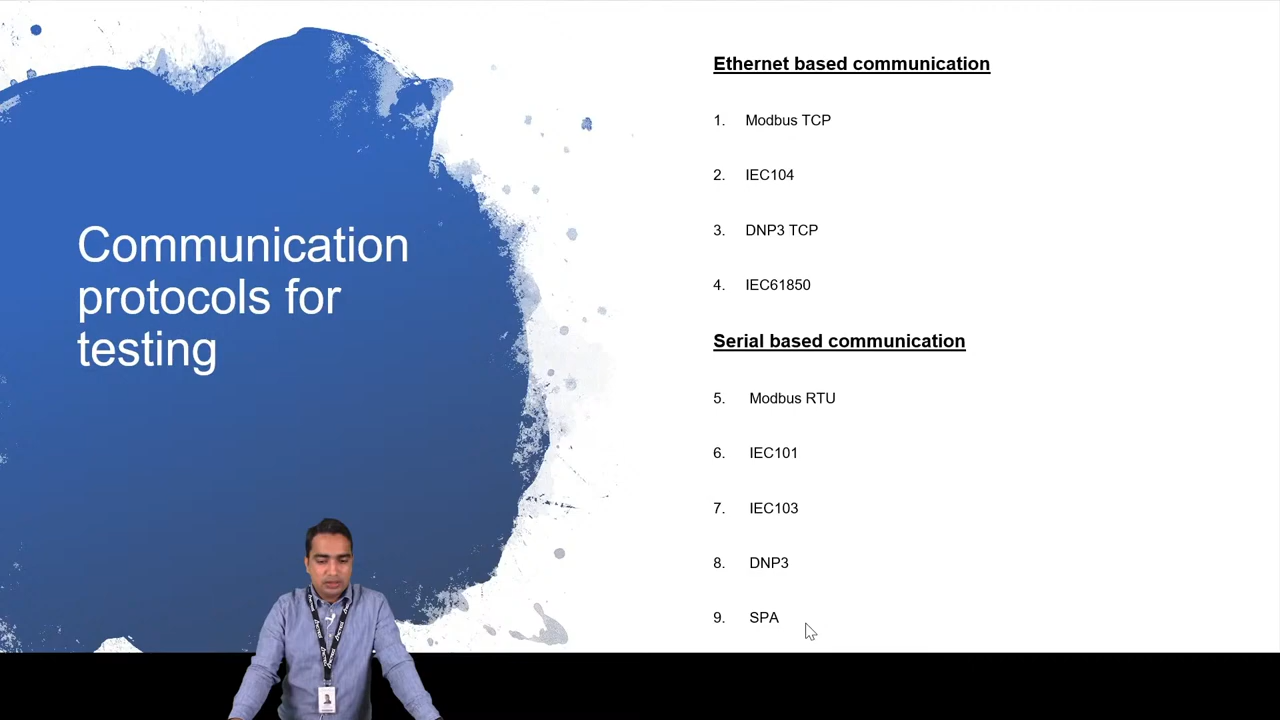 Communication
protocols for
testing
Ethernet based communication
1. Modbus TCP
2. IEC104
3. DNP3 TCP
4. IEC61850
Serial based communication
5. Modbus RTU
6. IEC101
7. IEC103
8. DNP3
9. SPA